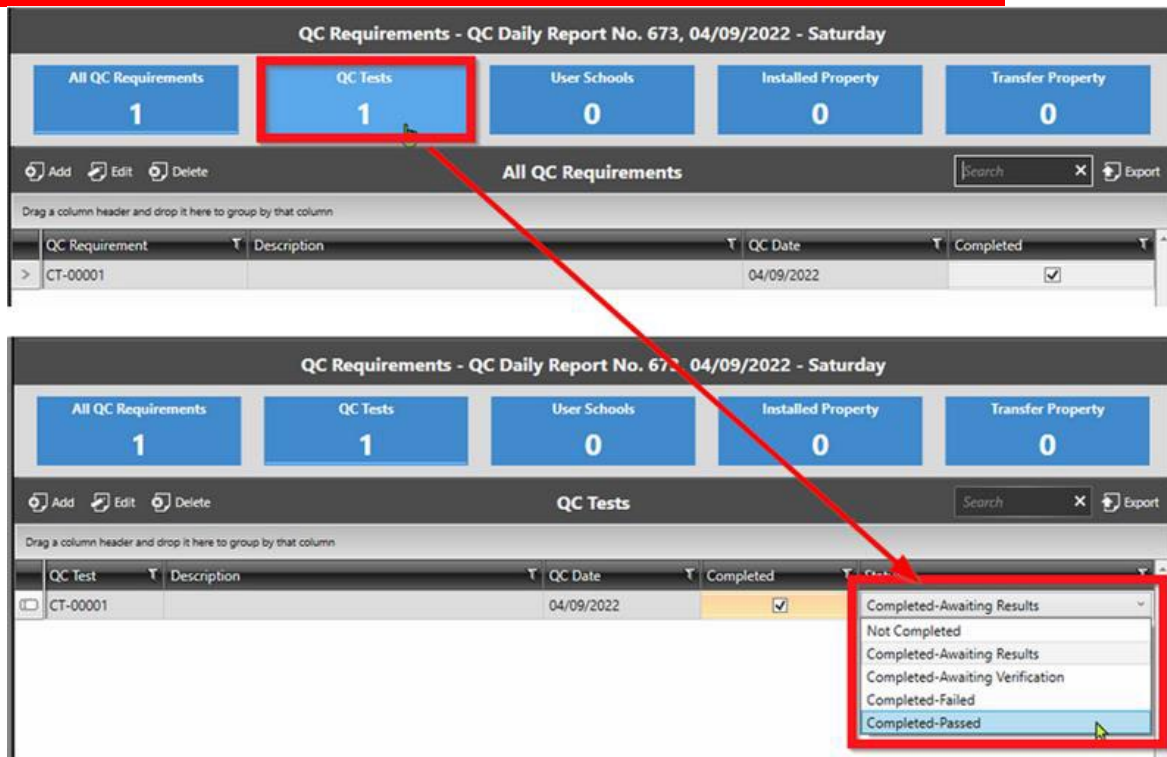 QC Requirements - QC Daily Report No. 673, 04/09/2022 - Saturday
All QC Requirements QC Tests User Schools Installed Property Transfer Property
1 1 0 0 0
Add Edit Delete All QC Requirements Search Export
Drag a column header and drop it here to group by that column
QC Requirement Description QC Date Completed
CT-00001 04/09/2022
QC Requirements - QC Daily Report No. 673, 04/09/2022 - Saturday
All QC Requirements QC Tests User Schools Installed Property Transfer Property
1 1 0 0 0
Add Edit Delete QC Tests Search Export
Drag a column header and drop it here to group by that column
QC Test Description QC Date Completed
CT-00001 04/09/2022 Completed-Awaiting Results
Not Completed
Completed-Awaiting Results
Completed-Awaiting Verification
Completed-Failed
Completed-Passed